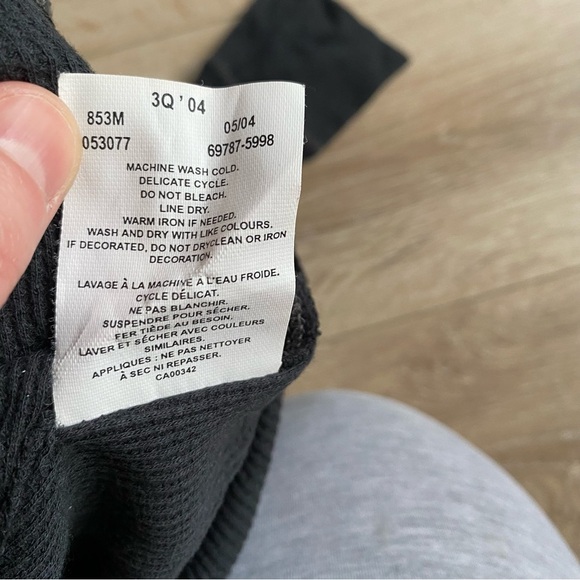 3Q ' 04
853M 05/04
053077 69787-5998
MACHINE WASH COLD.
DELICATE CYCLE.
DO NOT BLEACH.
LINE DRY.
WARM IRON IF NEEDED.
WASH AND DRY WITH LIKE COLOURS.
IF DECORATED, DO NOT DRYCLEAN OR IRON
DECORATION.
LAVAGE À LA MACHINE À L'EAU FROIDE.
CYCLE DÉLICAT.
NE PAS BLANCHIR.
SUSPENDRE POUR SÉCHER.
FER TIÈDE AU BESOIN.
LAVER ET SÉCHER AVEC COULEURS
SIMILAIRES.
APPLIQUES : NE PAS NETTOYER
À SEC NI REPASSER.
CA00342